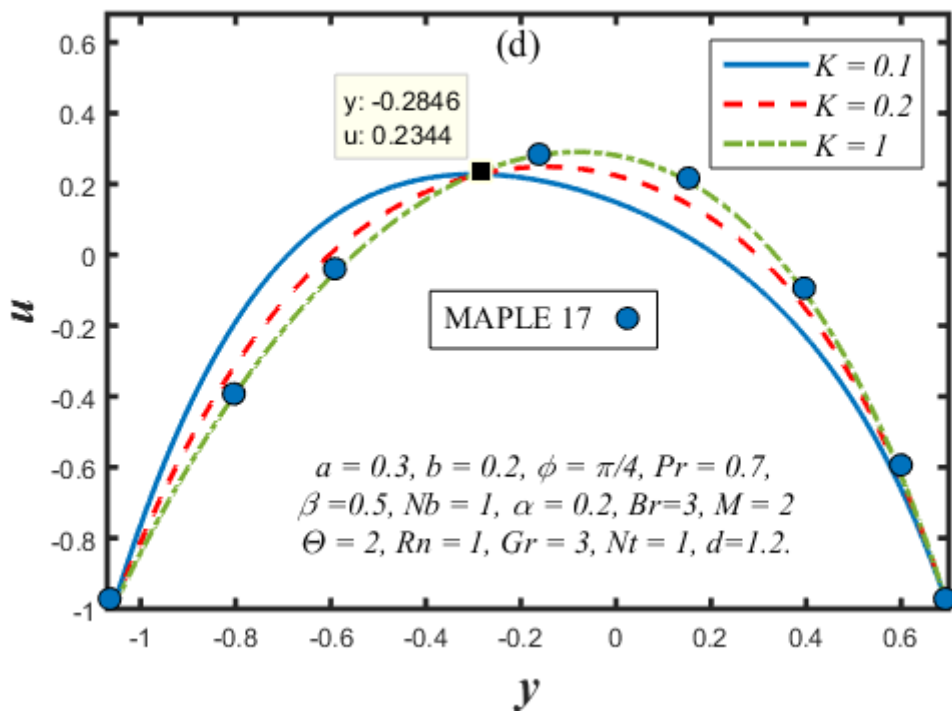 (d)
y: -0.2846
u: 0.2344
K = 0.1
K = 0.2
K = 1
MAPLE 17
a = 0.3, b = 0.2, ϕ = π/4, Pr = 0.7,
β =0.5, Nb = 1, α = 0.2, Br=3, M = 2
Θ = 2, Rn = 1, Gr = 3, Nt = 1, d=1.2.
u
0.6
0.4
0.2
0
-0.2
-0.4
-0.6
-0.8
-1
-1 -0.8 -0.6 -0.4 -0.2 0 0.2 0.4 0.6
y